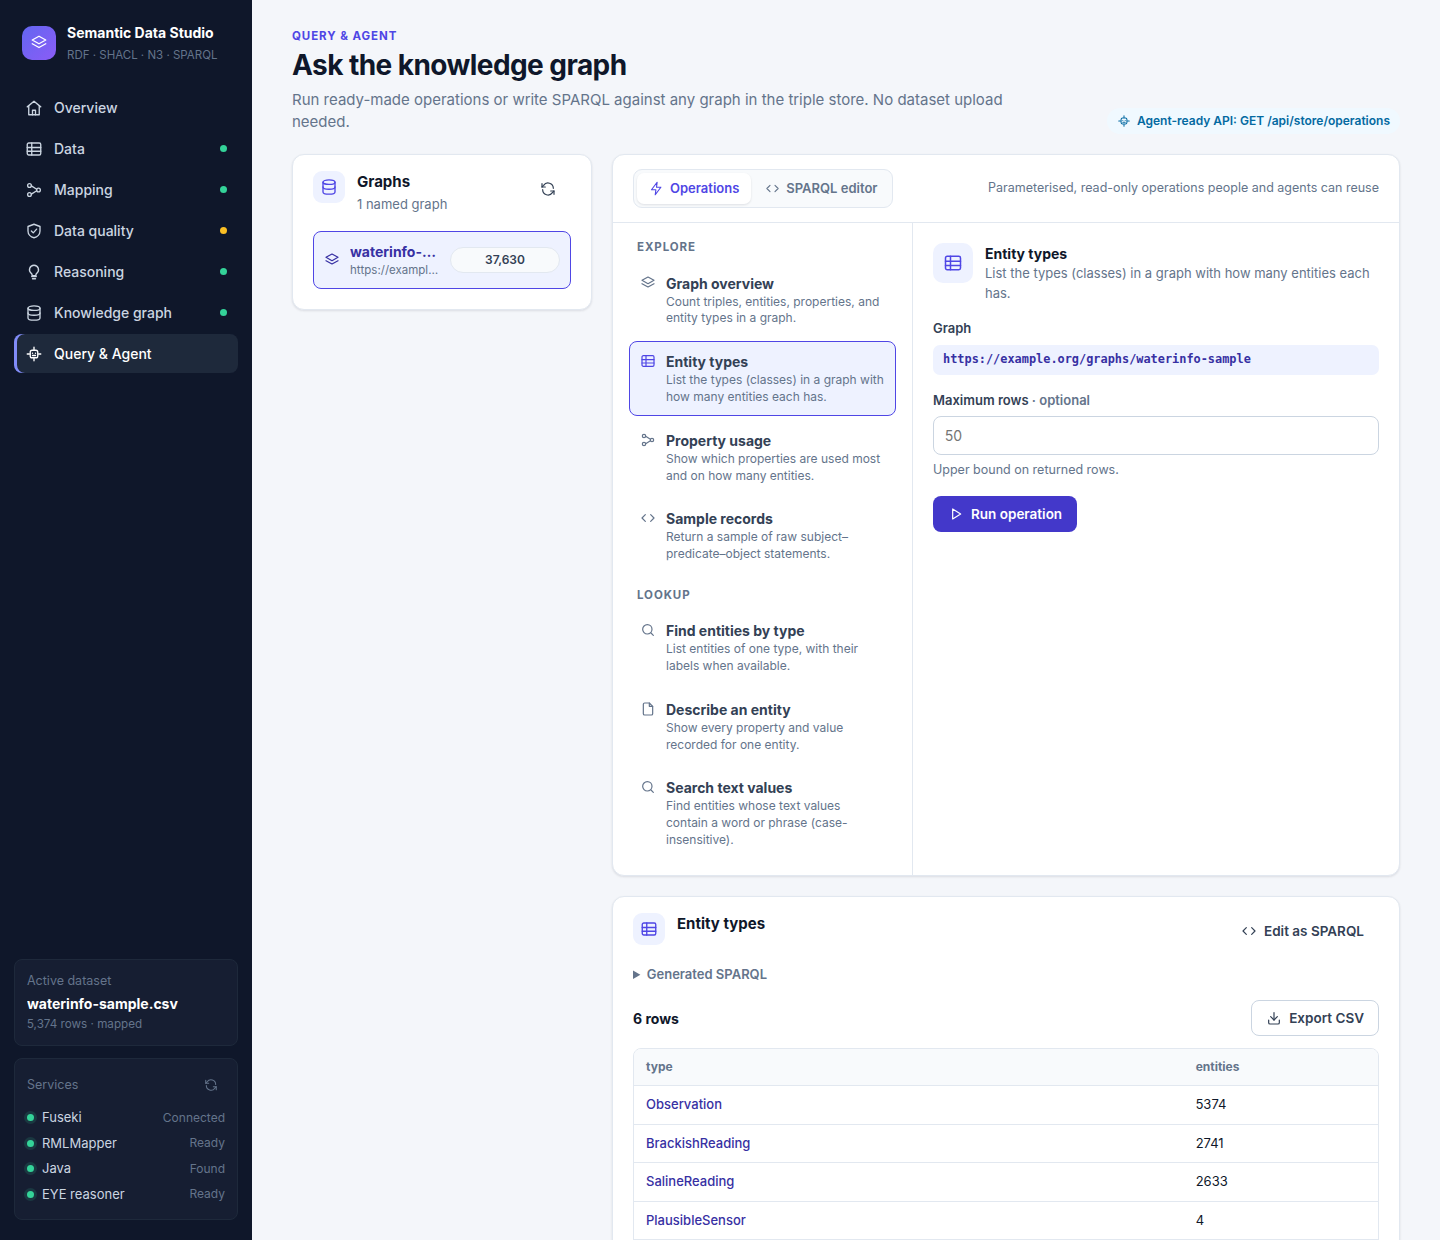 Semantic Data Studio
RDF · SHACL · N3 · SPARQL
Overview
Data
Mapping
Data quality
Reasoning
Knowledge graph
Query & Agent
Active dataset
waterinfo-sample.csv
5,374 rows · mapped
Services
Fuseki Connected
RMLMapper Ready
Java Found
EYE reasoner Ready
QUERY & AGENT
Ask the knowledge graph
Run ready-made operations or write SPARQL against any graph in the triple store. No dataset upload
needed.
Agent-ready API: GET /api/store/operations
Graphs
1 named graph
waterinfo-...
https://exampl...
37,630
Operations
SPARQL editor
Parameterised, read-only operations people and agents can reuse
EXPLORE
Graph overview
Count triples, entities, properties, and
entity types in a graph.
Entity types
List the types (classes) in a graph with
how many entities each has.
Property usage
Show which properties are used most
and on how many entities.
Sample records
Return a sample of raw subject–
predicate–object statements.
LOOKUP
Find entities by type
List entities of one type, with their
labels when available.
Describe an entity
Show every property and value
recorded for one entity.
Search text values
Find entities whose text values
contain a word or phrase (case-
insensitive).
Entity types
List the types (classes) in a graph with how many entities each
has.
Graph
https://example.org/graphs/waterinfo-sample
Maximum rows · optional
50
Upper bound on returned rows.
Run operation
Entity types
Edit as SPARQL
Generated SPARQL
6 rows
Export CSV
type entities
Observation 5374
BrackishReading 2741
SalineReading 2633
PlausibleSensor 4